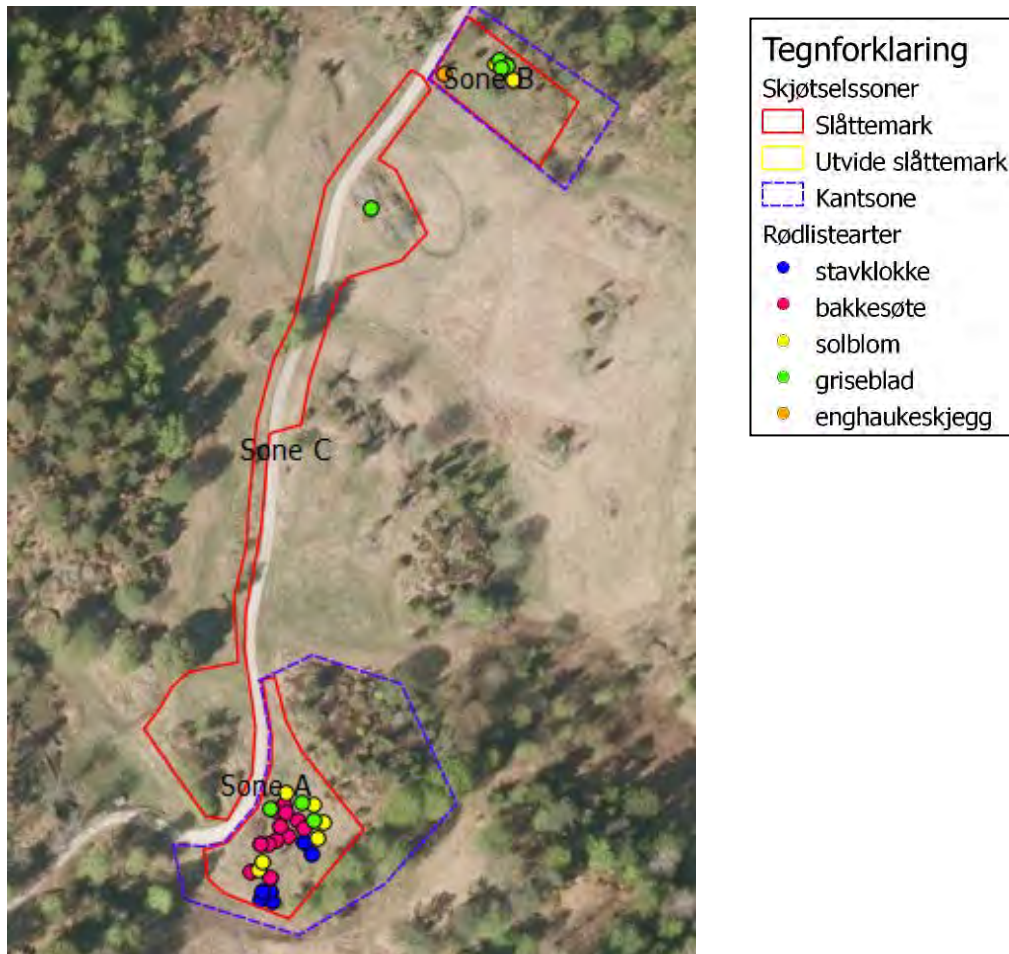 Sone B
Sone C
Sone A
Tegnforklaring
Skjøtselssoner
Slåttemark
Utvide slåttemark
Kantsone
Rødlistearter
stavklokke
bakkesøte
solblom
griseblad
enghaukeskjegg